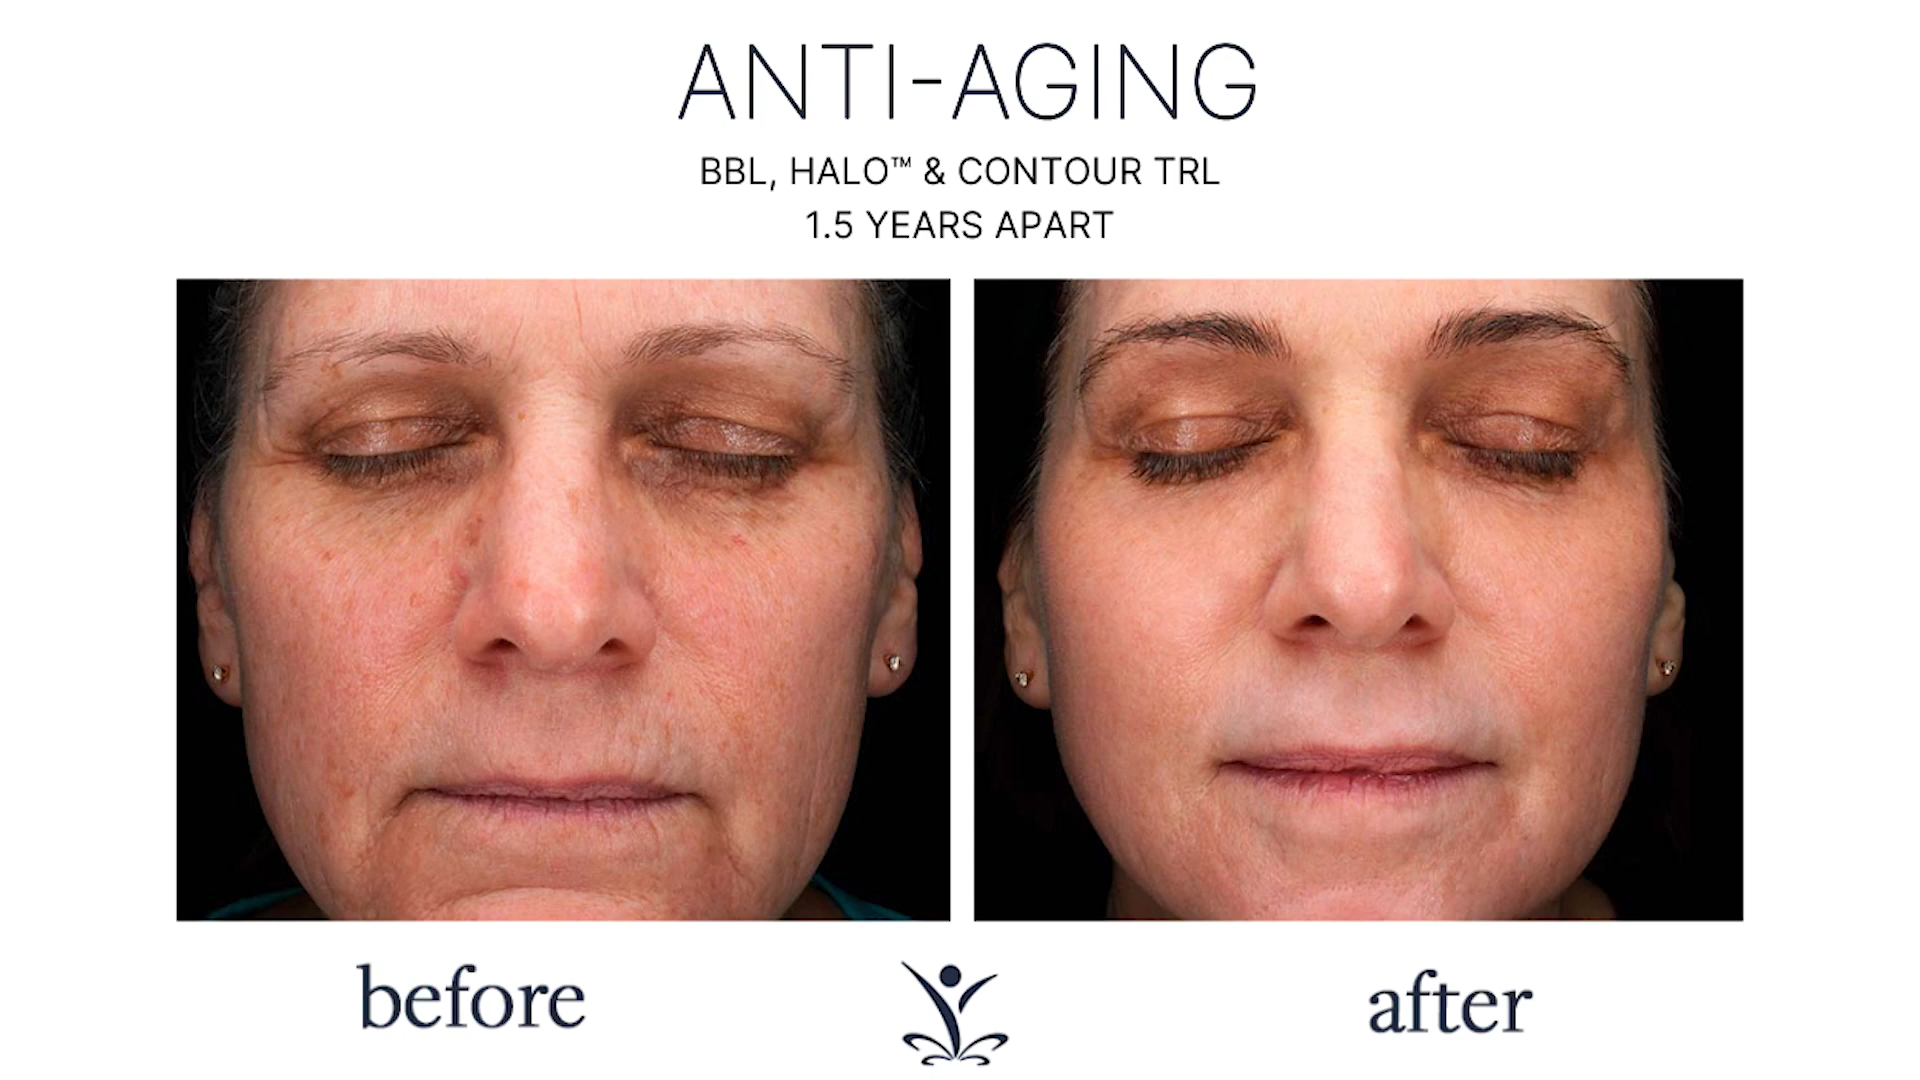 ANTI-AGING
BBL, HALO™ & CONTOUR TRL
1.5 YEARS APART
before
after